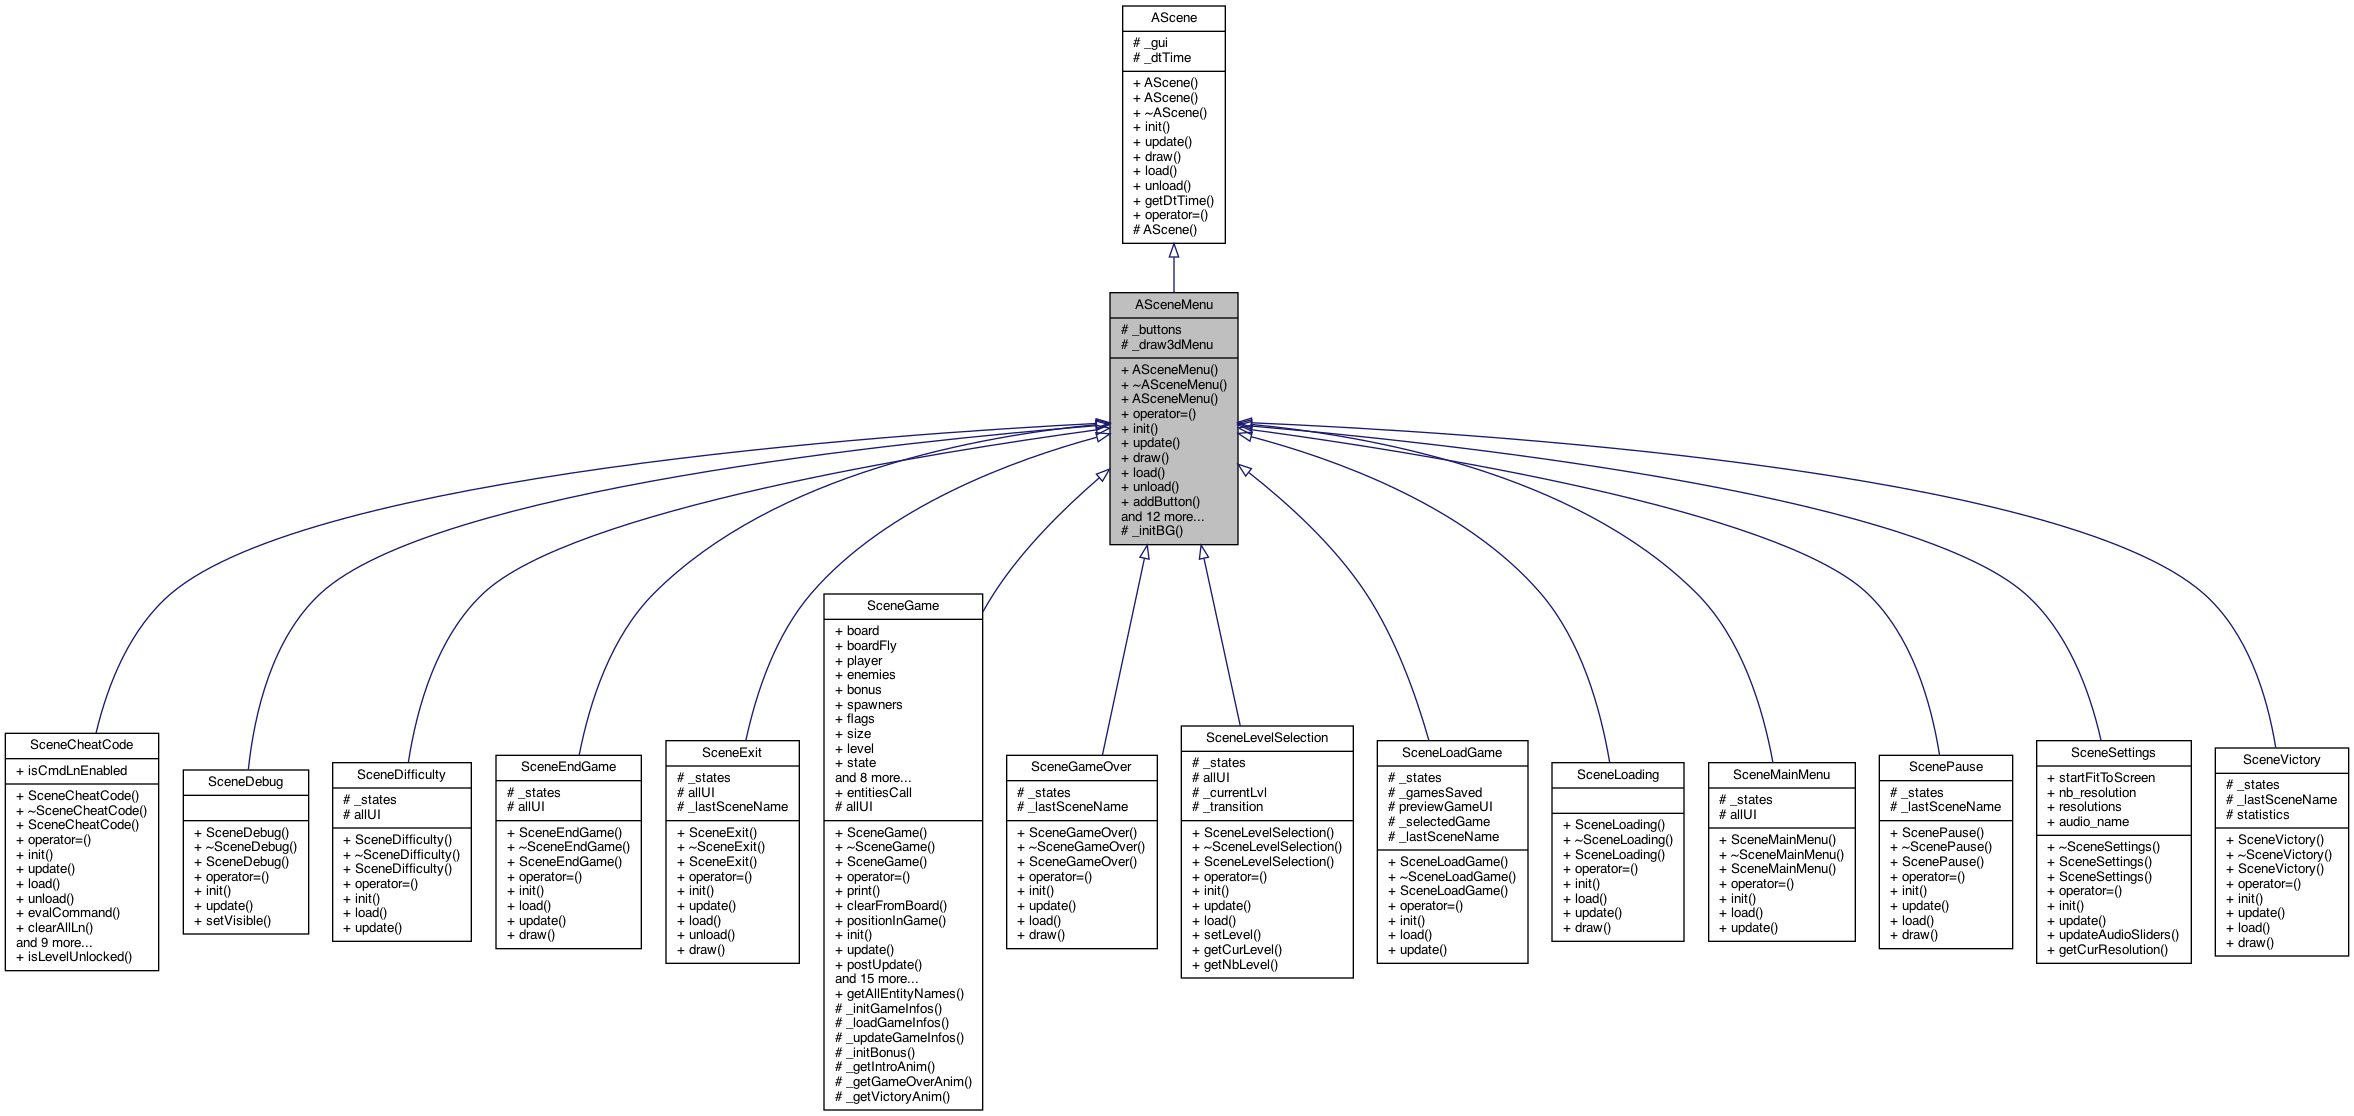 AScene
# _gui
# _dtTime
+ AScene()
+ AScene()
+ ~AScene()
+ init()
+ update()
+ draw()
+ load()
+ unload()
+ getDtTime()
+ operator=()
# AScene()
ASceneMenu
# _buttons
# _draw3dMenu
+ ASceneMenu()
+ ~ASceneMenu()
+ ASceneMenu()
+ operator=()
+ init()
+ update()
+ draw()
+ load()
+ unload()
+ addButton()
and 12 more...
# _initBG()
SceneCheatCode
+ isCmdLnEnabled
+ SceneCheatCode()
+ ~SceneCheatCode()
+ SceneCheatCode()
+ operator=()
+ init()
+ update()
+ load()
+ unload()
+ evalCommand()
+ clearAllLn()
and 9 more...
+ isLevelUnlocked()
SceneDebug
+ SceneDebug()
+ ~SceneDebug()
+ SceneDebug()
+ operator=()
+ init()
+ update()
+ setVisible()
SceneDifficulty
# _states
# allUI
+ SceneDifficulty()
+ ~SceneDifficulty()
+ SceneDifficulty()
+ operator=()
+ init()
+ load()
+ update()
SceneEndGame
# _states
# allUI
+ SceneEndGame()
+ ~SceneEndGame()
+ SceneEndGame()
+ operator=()
+ init()
+ load()
+ update()
+ draw()
SceneExit
# _states
# allUI
# _lastSceneName
+ SceneExit()
+ ~SceneExit()
+ SceneExit()
+ operator=()
+ init()
+ update()
+ load()
+ unload()
+ draw()
SceneGame
+ board
+ boardFly
+ player
+ enemies
+ bonus
+ spawners
+ flags
+ size
+ level
+ state
and 8 more...
+ entitiesCall
# allUI
+ SceneGame()
+ ~SceneGame()
+ SceneGame()
+ operator=()
+ print()
+ clearFromBoard()
+ positionInGame()
+ init()
+ update()
+ postUpdate()
and 15 more...
+ getAllEntityNames()
# _initGameInfos()
# _loadGameInfos()
# _updateGameInfos()
# _initBonus()
# _getIntroAnim()
# _getGameOverAnim()
# _getVictoryAnim()
SceneGameOver
# _states
# _lastSceneName
+ SceneGameOver()
+ ~SceneGameOver()
+ SceneGameOver()
+ operator=()
+ init()
+ update()
+ load()
+ draw()
SceneLevelSelection
# _states
# allUI
# _currentLvl
# _transition
+ SceneLevelSelection()
+ ~SceneLevelSelection()
+ SceneLevelSelection()
+ operator=()
+ init()
+ update()
+ load()
+ setLevel()
+ getCurLevel()
+ getNbLevel()
SceneLoadGame
# _states
# _gamesSaved
# previewGameUI
# _selectedGame
# _lastSceneName
+ SceneLoadGame()
+ ~SceneLoadGame()
+ SceneLoadGame()
+ operator=()
+ init()
+ load()
+ update()
SceneLoading
+ SceneLoading()
+ ~SceneLoading()
+ SceneLoading()
+ operator=()
+ init()
+ load()
+ update()
+ draw()
SceneMainMenu
# _states
# allUI
+ SceneMainMenu()
+ ~SceneMainMenu()
+ SceneMainMenu()
+ operator=()
+ init()
+ load()
+ update()
ScenePause
# _states
# _lastSceneName
+ ScenePause()
+ ~ScenePause()
+ ScenePause()
+ operator=()
+ init()
+ update()
+ load()
+ draw()
SceneSettings
+ startFitToScreen
+ nb_resolution
+ resolutions
+ audio_name
+ ~SceneSettings()
+ SceneSettings()
+ SceneSettings()
+ operator=()
+ init()
+ update()
+ updateAudioSliders()
+ getCurResolution()
SceneVictory
# _states
# _lastSceneName
# statistics
+ SceneVictory()
+ ~SceneVictory()
+ SceneVictory()
+ operator=()
+ init()
+ update()
+ load()
+ draw()